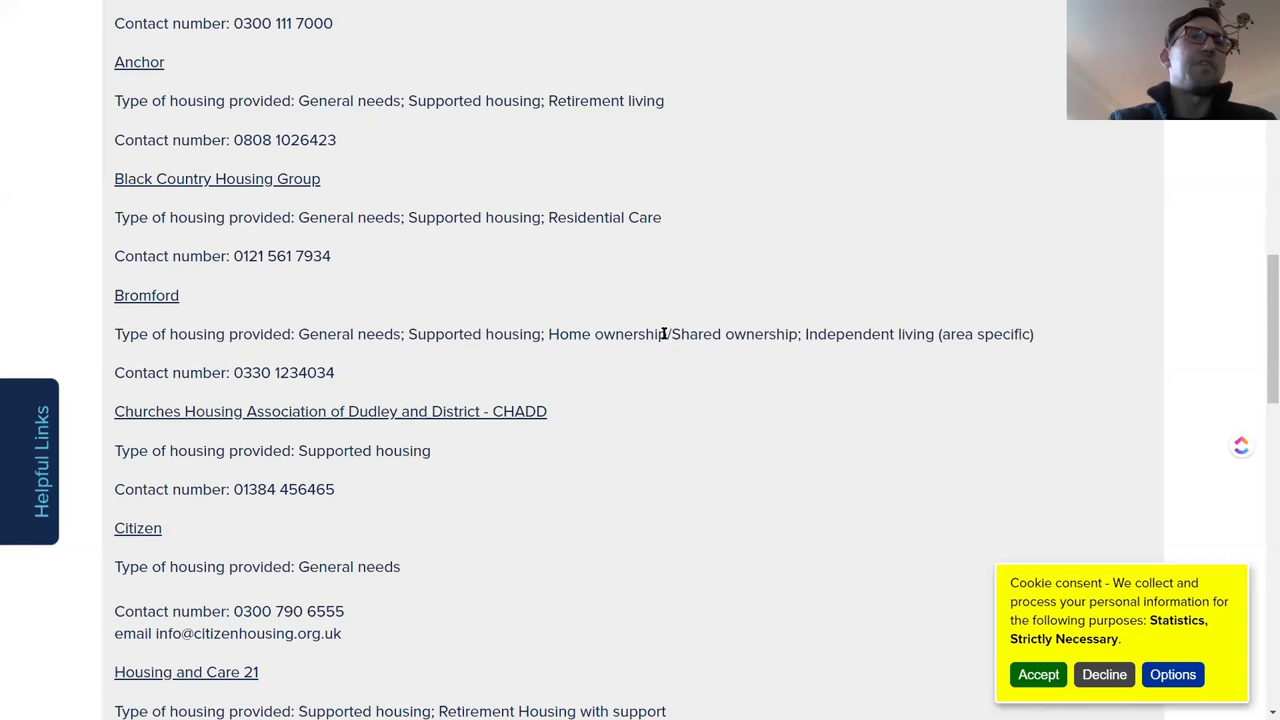 Contact number: 0300 111 7000
Anchor
Type of housing provided: General needs; Supported housing; Retirement living
Contact number: 0808 1026423
Black Country Housing Group
Type of housing provided: General needs; Supported housing; Residential Care
Contact number: 0121 561 7934
Bromford
Type of housing provided: General needs; Supported housing; Home ownership/Shared ownership; Independent living (area specific)
Contact number: 0330 1234034
Churches Housing Association of Dudley and District - CHADD
Type of housing provided: Supported housing
Contact number: 01384 456465
Citizen
Type of housing provided: General needs
Contact number: 0300 790 6555
email info@citizenhousing.org.uk
Housing and Care 21
Type of housing provided: Supported housing; Retirement Housing with support
Helpful Links
Cookie consent - We collect and
process your personal information for
the following purposes: Statistics,
Strictly Necessary.
Accept
Decline
Options